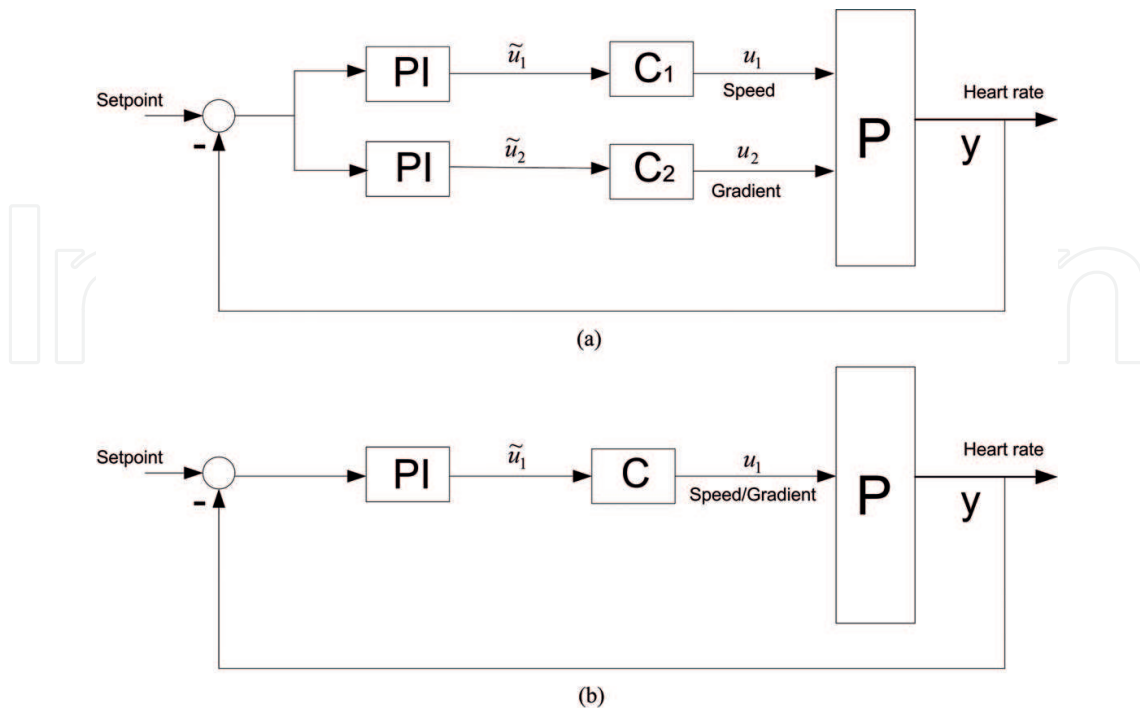 PI
ũ₁
C₁
u₁
Speed
Setpoint
-
PI
ũ₂
C₂
u₂
Gradient
P
Heart rate
y
(a)
Setpoint
-
PI
ũ₁
C
u₁
Speed/Gradient
P
Heart rate
y
(b)